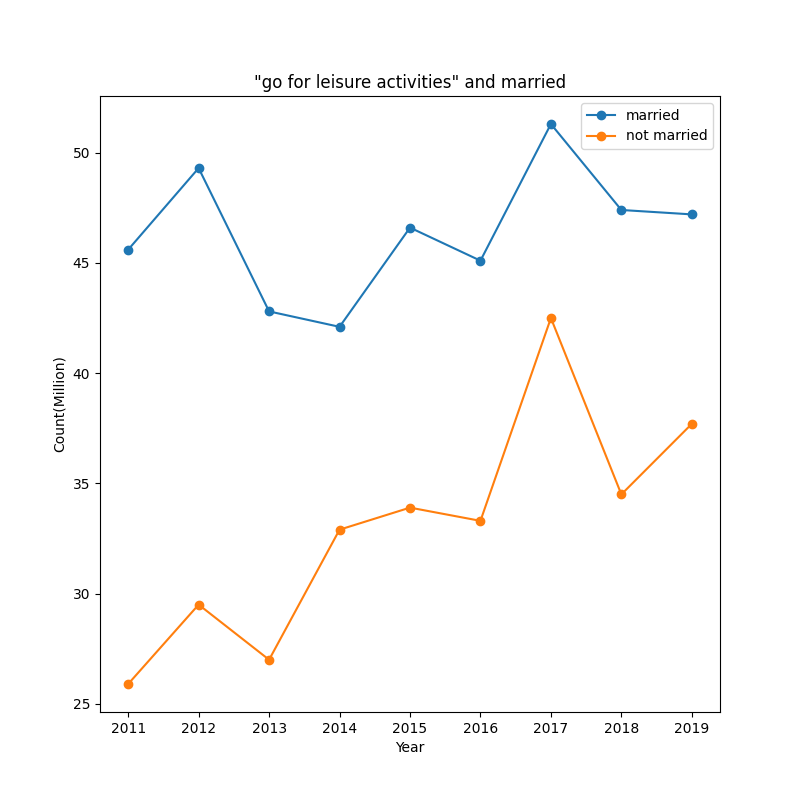 "go for leisure activities" and married
married
not married
Count(Million)
50
45
40
35
30
25
2011 2012 2013 2014 2015 2016 2017 2018 2019
Year